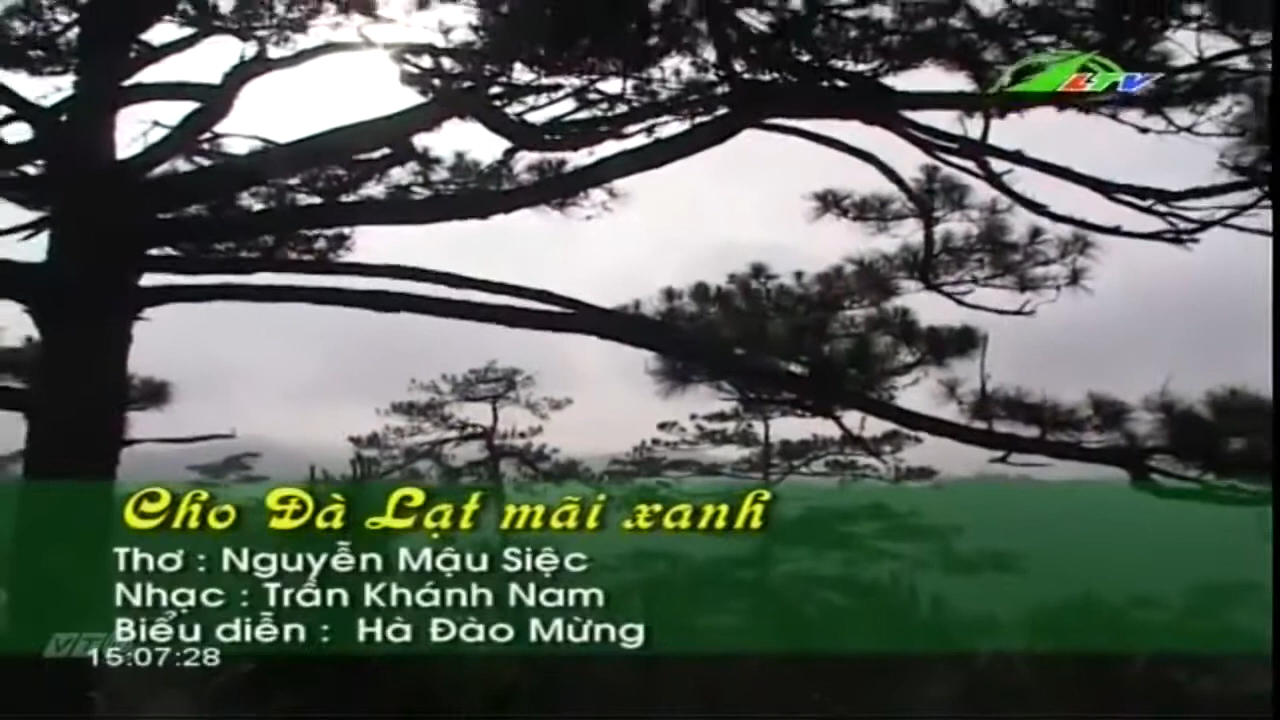 LTV
Cho Đà Lạt mãi xanh
Thơ : Nguyễn Mậu Siệc
Nhạc : Trần Khánh Nam
Biểu diễn : Hà Đào Mừng
15:07:28